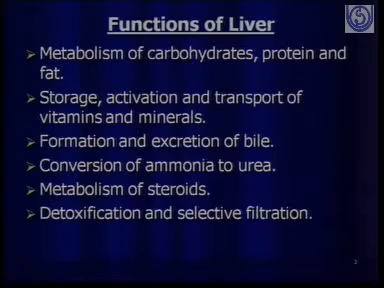 Functions of Liver
Metabolism of carbohydrates, protein and
fat.
Storage, activation and transport of
vitamins and minerals.
Formation and excretion of bile.
Conversion of ammonia to urea.
Metabolism of steroids.
Detoxification and selective filtration.